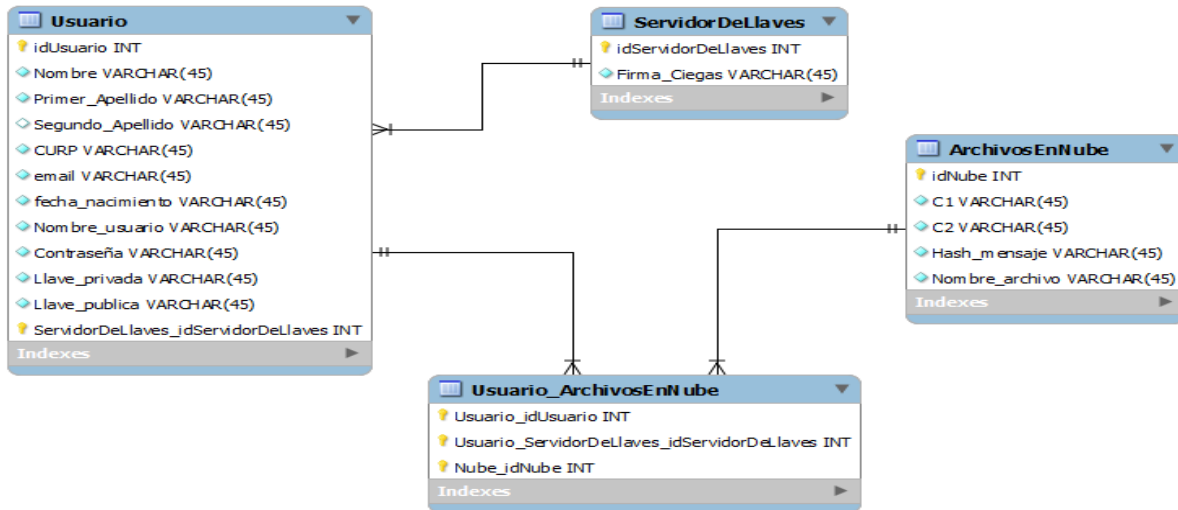 Usuario
idUsuario INT
Nombre VARCHAR(45)
Primer_Apellido VARCHAR(45)
Segundo_Apellido VARCHAR(45)
CURP VARCHAR(45)
email VARCHAR(45)
fecha_nacimiento VARCHAR(45)
Nombre_usuario VARCHAR(45)
Contraseña VARCHAR(45)
Llave_privada VARCHAR(45)
Llave_publica VARCHAR(45)
ServidorDeLlaves_idServidorDeLlaves INT
Indexes
ServidorDeLlaves
idServidorDeLlaves INT
Firma_Ciegas VARCHAR(45)
Indexes
ArchivosEnNube
idNube INT
C1 VARCHAR(45)
C2 VARCHAR(45)
Hash_mensaje VARCHAR(45)
Nombre_archivo VARCHAR(45)
Indexes
Usuario_ArchivosEnNube
Usuario_idUsuario INT
Usuario_ServidorDeLlaves_idServidorDeLlaves INT
Nube_idNube INT
Indexes